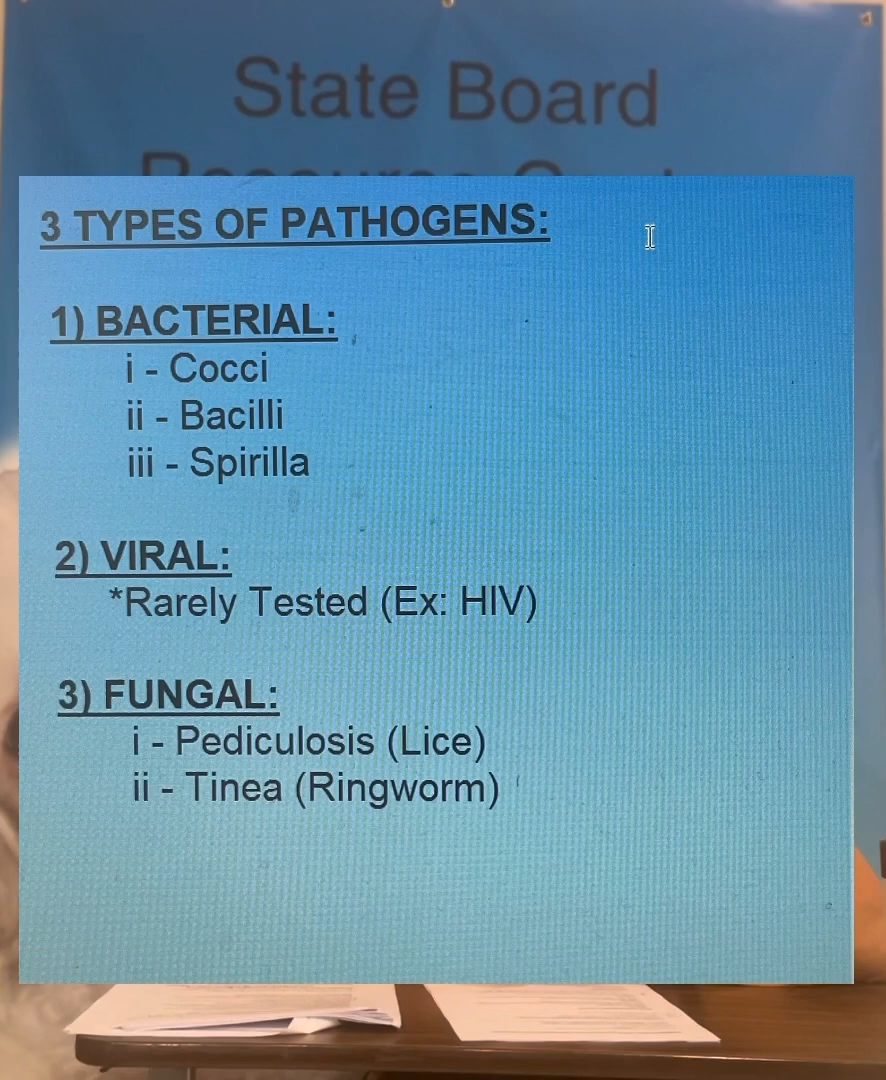 State Board
3 TYPES OF PATHOGENS:
1) BACTERIAL:
i - Cocci
ii - Bacilli
iii - Spirilla
2) VIRAL:
*Rarely Tested (Ex: HIV)
3) FUNGAL:
i - Pediculosis (Lice)
ii - Tinea (Ringworm)